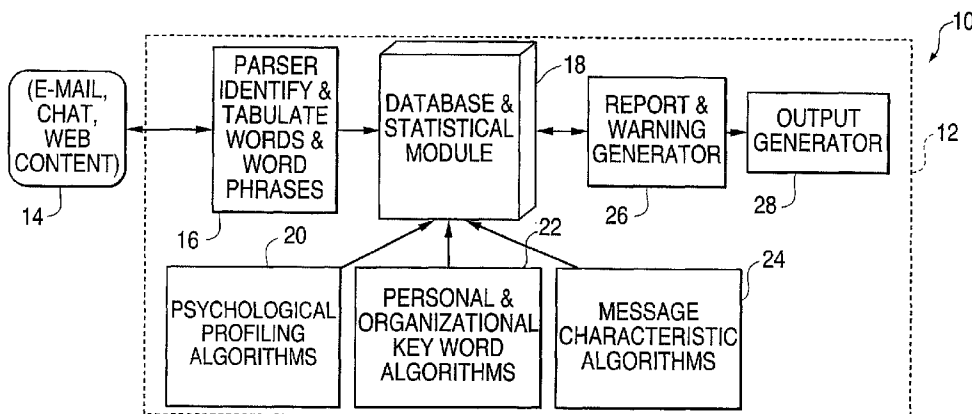 10
(E-MAIL,
CHAT,
WEB
CONTENT)
14
PARSER
IDENTIFY &
TABULATE
WORDS &
WORD
PHRASES
16
DATABASE &
STATISTICAL
MODULE
18
REPORT &
WARNING
GENERATOR
26
OUTPUT
GENERATOR
28
12
20
PSYCHOLOGICAL
PROFILING
ALGORITHMS
22
PERSONAL &
ORGANIZATIONAL
KEY WORD
ALGORITHMS
24
MESSAGE
CHARACTERISTIC
ALGORITHMS